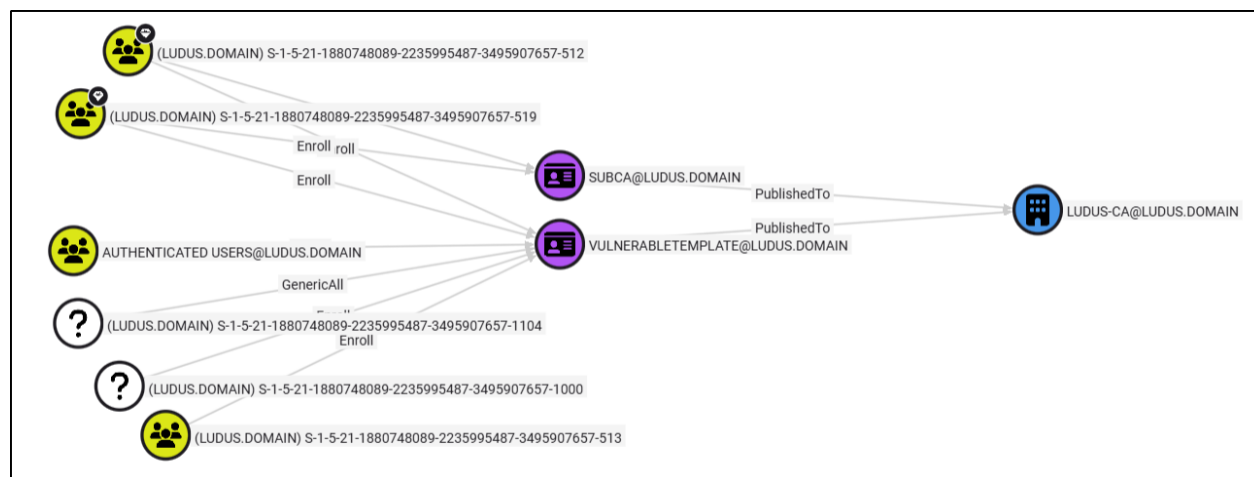 (LUDUS.DOMAIN) S-1-5-21-1880748089-2235995487-3495907657-512
(LUDUS.DOMAIN) S-1-5-21-1880748089-2235995487-3495907657-519
Enroll
roll
Enroll
SUBCA@LUDUS.DOMAIN
PublishedTo
LUDUS-CA@LUDUS.DOMAIN
PublishedTo
AUTHENTICATED USERS@LUDUS.DOMAIN
VULNERABLETEMPLATE@LUDUS.DOMAIN
GenericAll
(LUDUS.DOMAIN) S-1-5-21-1880748089-2235995487-3495907657-1104
Enroll
(LUDUS.DOMAIN) S-1-5-21-1880748089-2235995487-3495907657-1000
(LUDUS.DOMAIN) S-1-5-21-1880748089-2235995487-3495907657-513